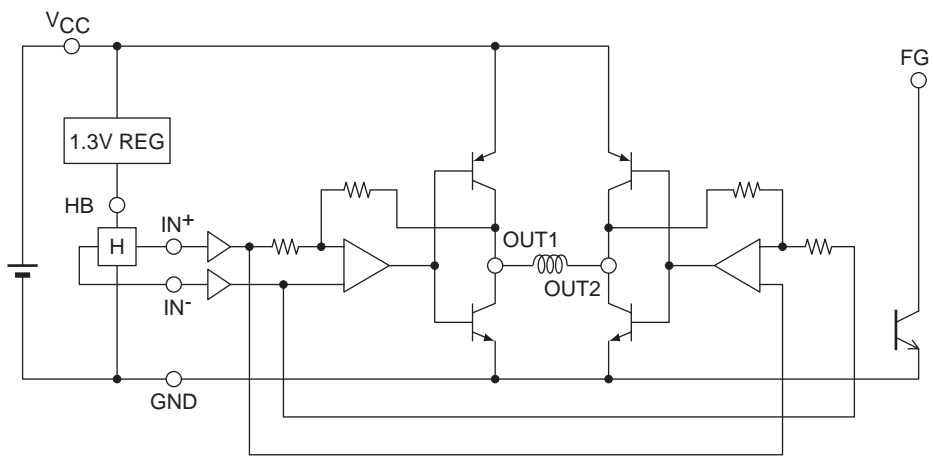 VCC
FG
1.3V REG
HB
IN+
H
OUT1
OUT2
IN-
GND